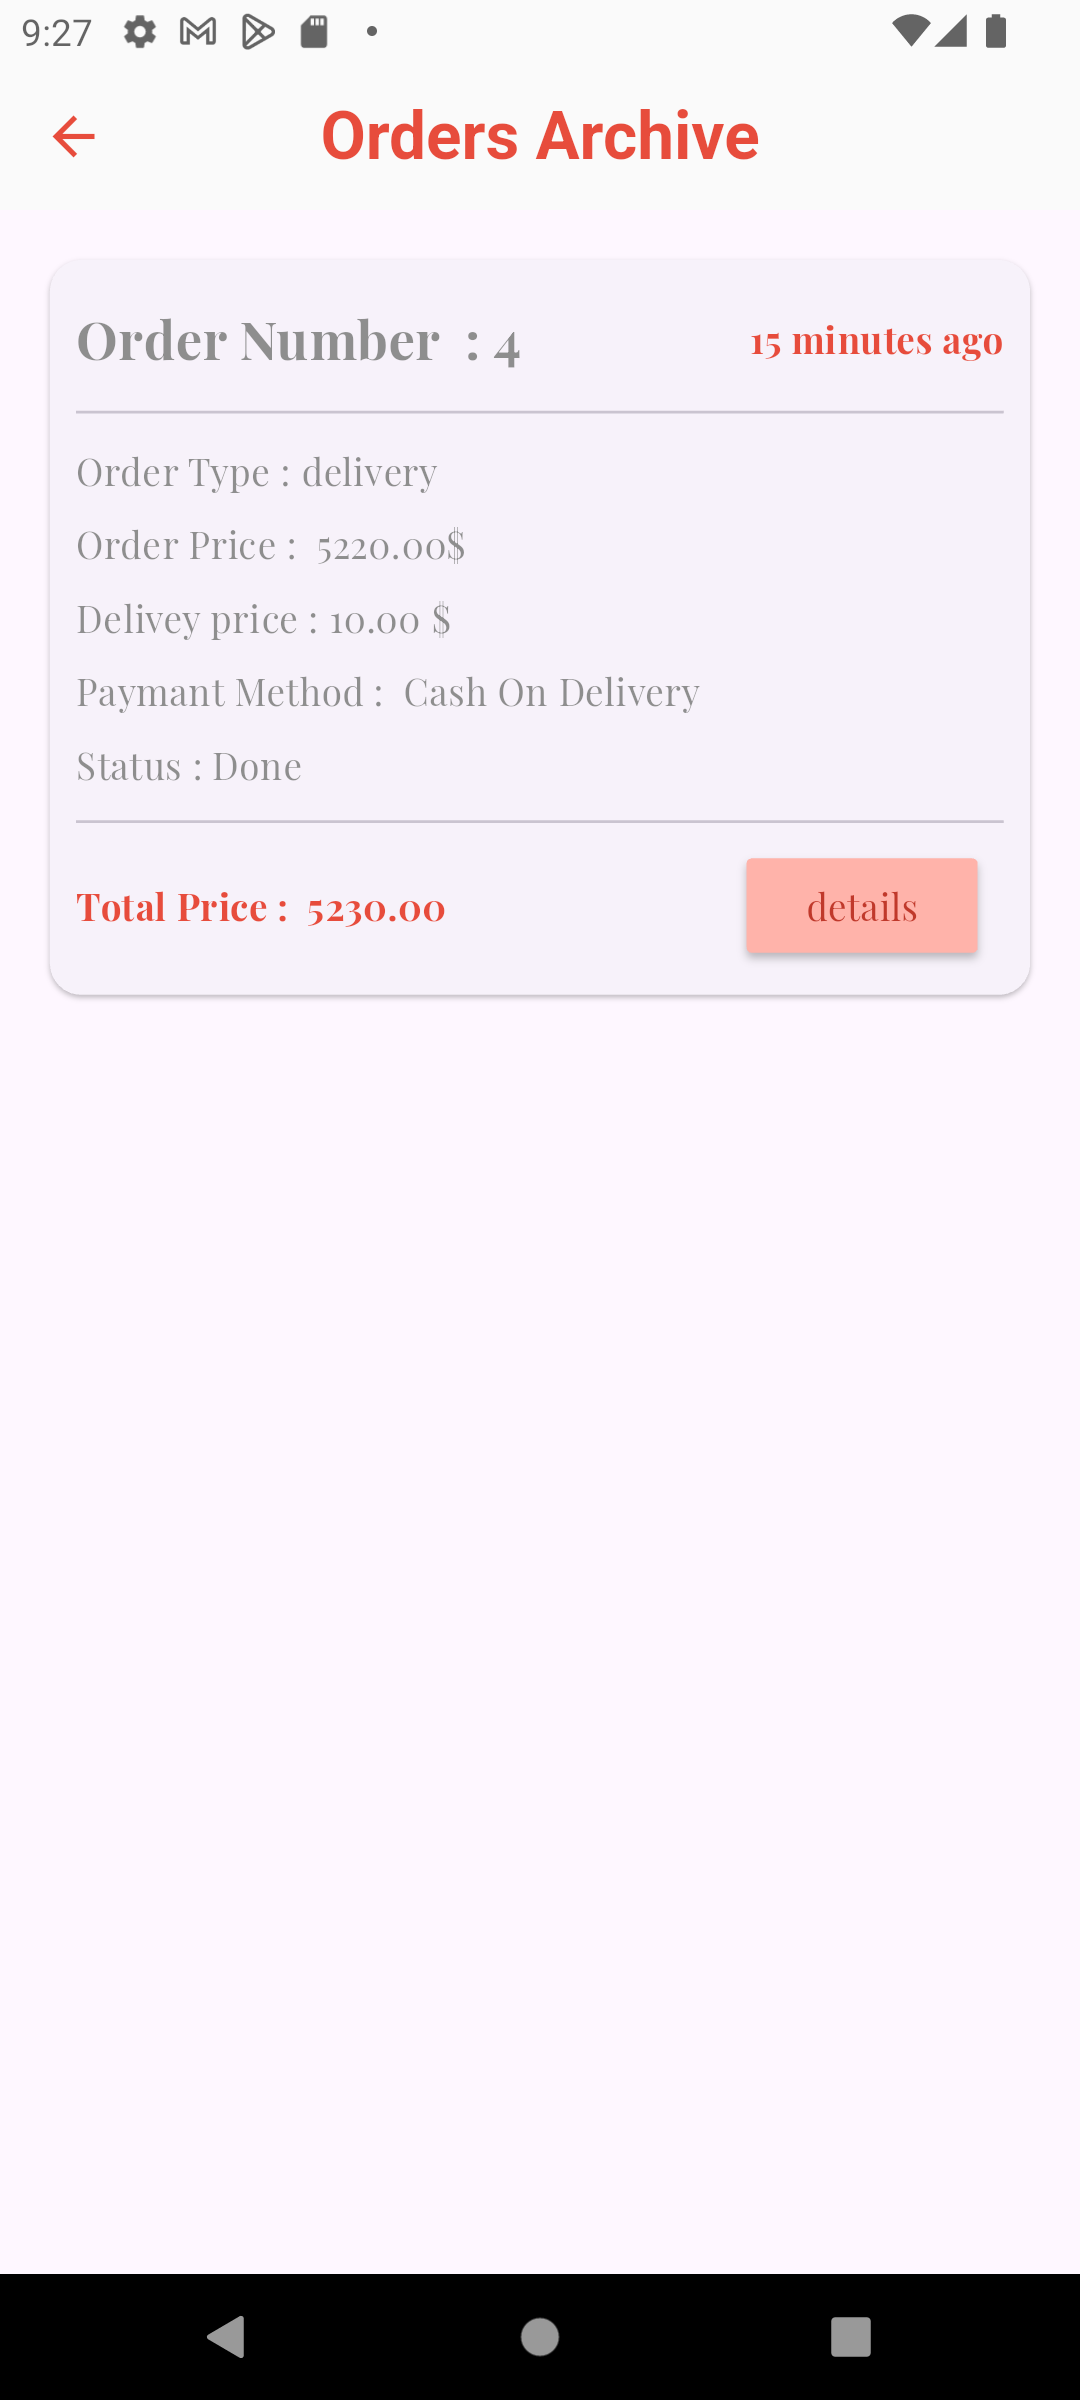 9:27
Orders Archive
Order Number  : 4
15 minutes ago
Order Type : delivery
Order Price :  5220.00$
Delivey price : 10.00 $
Paymant Method :  Cash On Delivery
Status : Done
Total Price :  5230.00
details